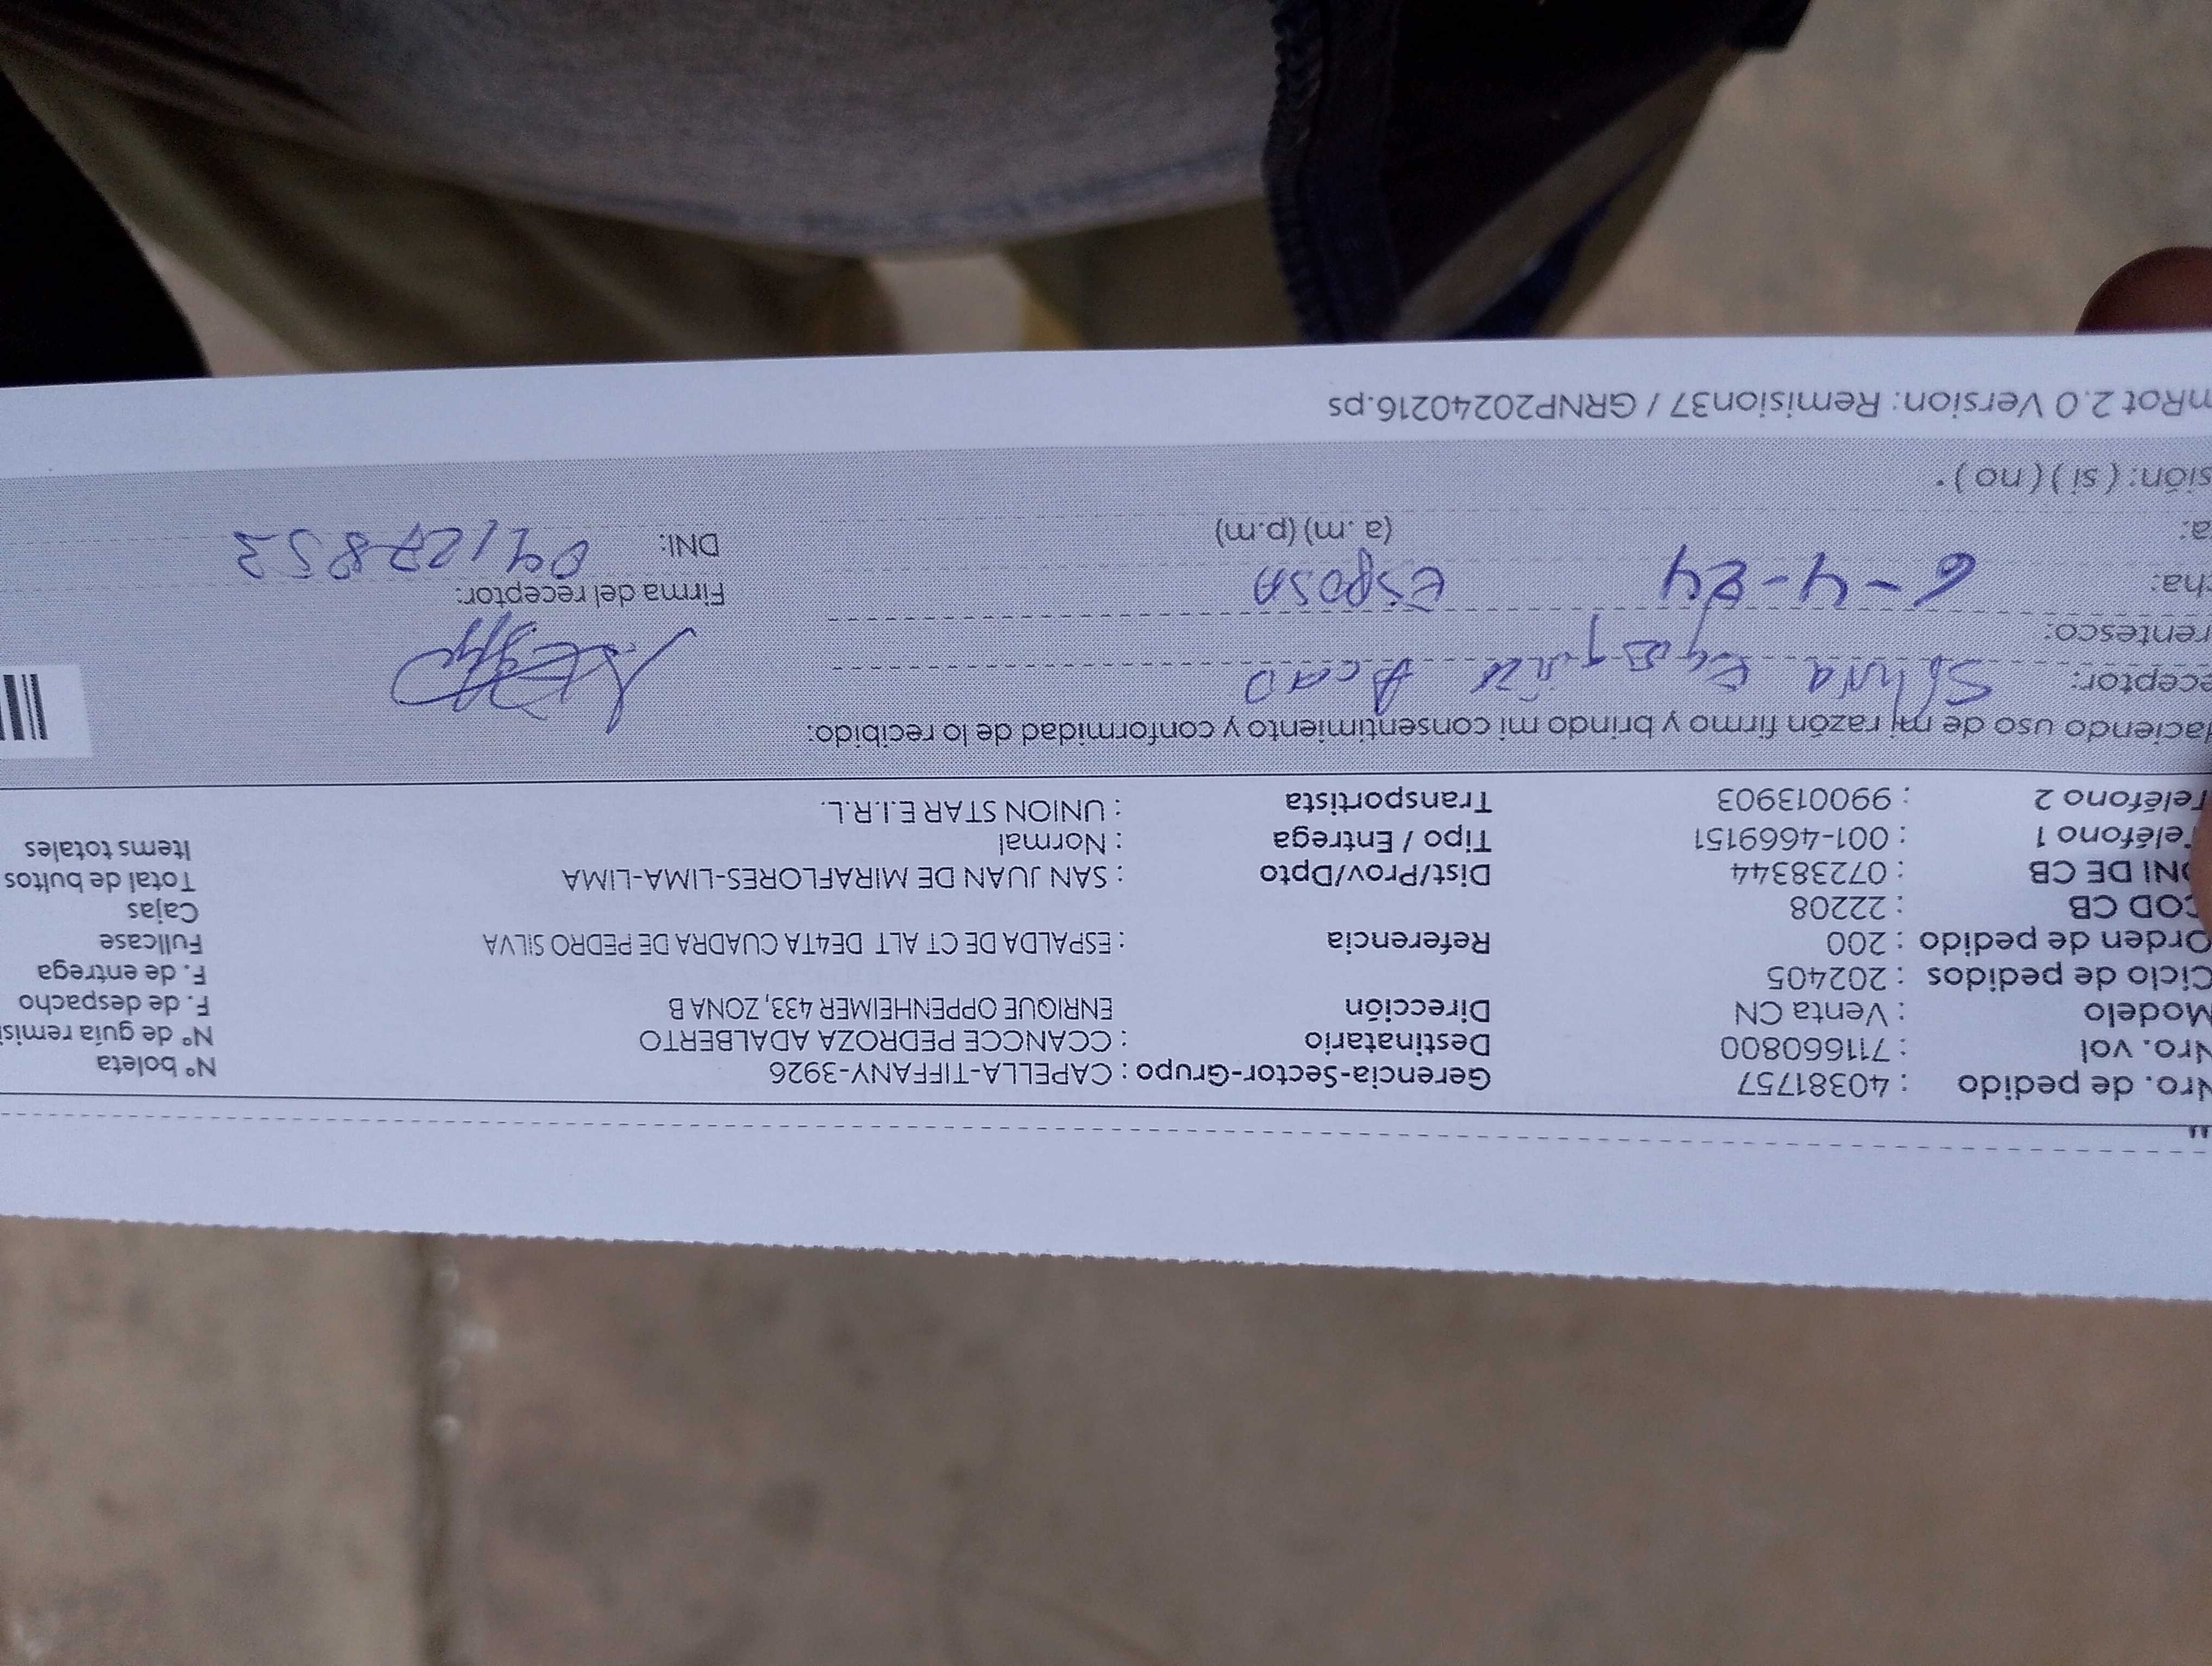 Nro. de pedido : 40381757 Gerencia-Sector-Grupo : CAPELLA-TIFFANY-3926 N° boleta
Nro. vol : 711660800 Destinatario : CCANCCE PEDROZA ADALBERTO N° de guía remisi
Modelo : Venta CN Dirección ENRIQUE OPPENHEIMER 433, ZONA B F. de despacho
Ciclo de pedidos : 202405 F. de entrega
Orden de pedido : 200 Referencia : ESPALDA DE CT ALT DE4TA CUADRA DE PEDRO SILVA Fullcase
COD CB : 22208 Cajas
DNI DE CB : 07238344 Dist/Prov/Dpto : SAN JUAN DE MIRAFLORES-LIMA-LIMA Total de bultos
Teléfono 1 : 001-4669151 Tipo / Entrega : Normal Items totales
Teléfono 2 : 990013903 Transportista : UNION STAR E.I.R.L.
Haciendo uso de mi razón firmo y brindo mi consentimiento y conformidad de lo recibido:
eceptor: Silvia
rentesco:
Firma del receptor:
cha: 6-4-24 Esposa
a: (a.m) (p.m) DNI: 09127853
sión: ( si ) ( no ) *
nRot 2.0 Version: Remision37 / GRNP20240216.ps